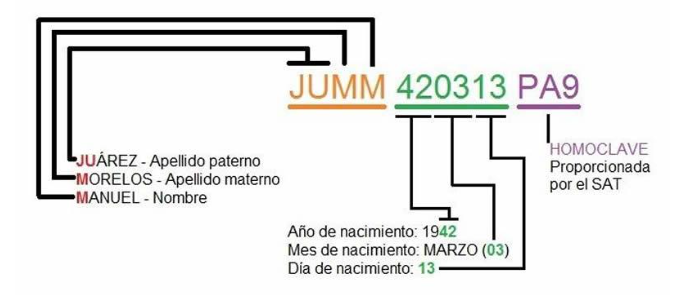 JUMM 420313 PA9
HOMOCLAVE
Proporcionada
por el SAT
JUÁREZ - Apellido paterno
MORELOS - Apellido materno
MANUEL - Nombre
Año de nacimiento: 1942
Mes de nacimiento: MARZO (03)
Día de nacimiento: 13